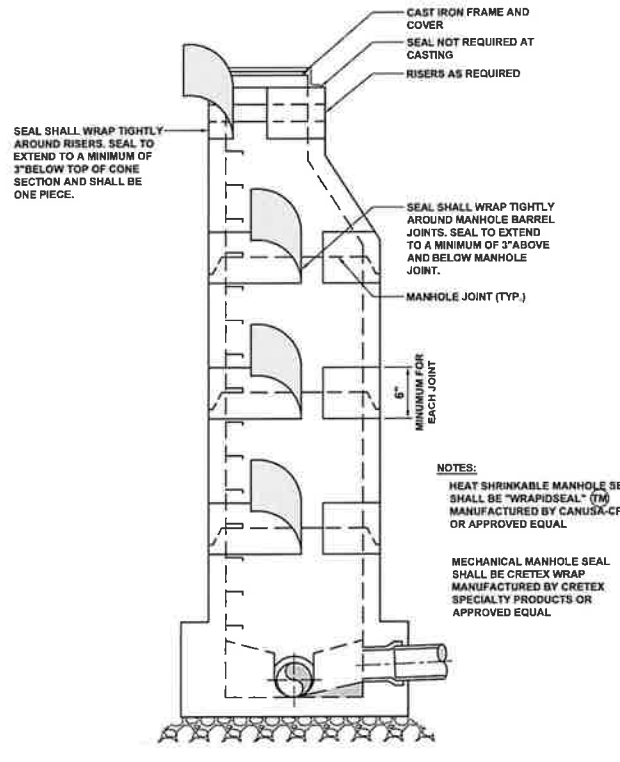 CAST IRON FRAME AND
COVER
SEAL NOT REQUIRED AT
CASTING
RISERS AS REQUIRED
SEAL SHALL WRAP TIGHTLY
AROUND RISERS. SEAL TO
EXTEND TO A MINIMUM OF
3"BELOW TOP OF CONE
SECTION AND SHALL BE
ONE PIECE.
SEAL SHALL WRAP TIGHTLY
AROUND MANHOLE BARREL
JOINTS. SEAL TO EXTEND
TO A MINIMUM OF 3"ABOVE
AND BELOW MANHOLE
JOINT.
MANHOLE JOINT (TYP.)
6"
MINUMUM FOR
EACH JOINT
NOTES:
HEAT SHRINKABLE MANHOLE SE
SHALL BE "WRAPIDSEAL" TM
MANUFACTURED BY CANUSA-CP
OR APPROVED EQUAL
MECHANICAL MANHOLE SEAL
SHALL BE CRETEX WRAP
MANUFACTURED BY CRETEX
SPECIALTY PRODUCTS OR
APPROVED EQUAL